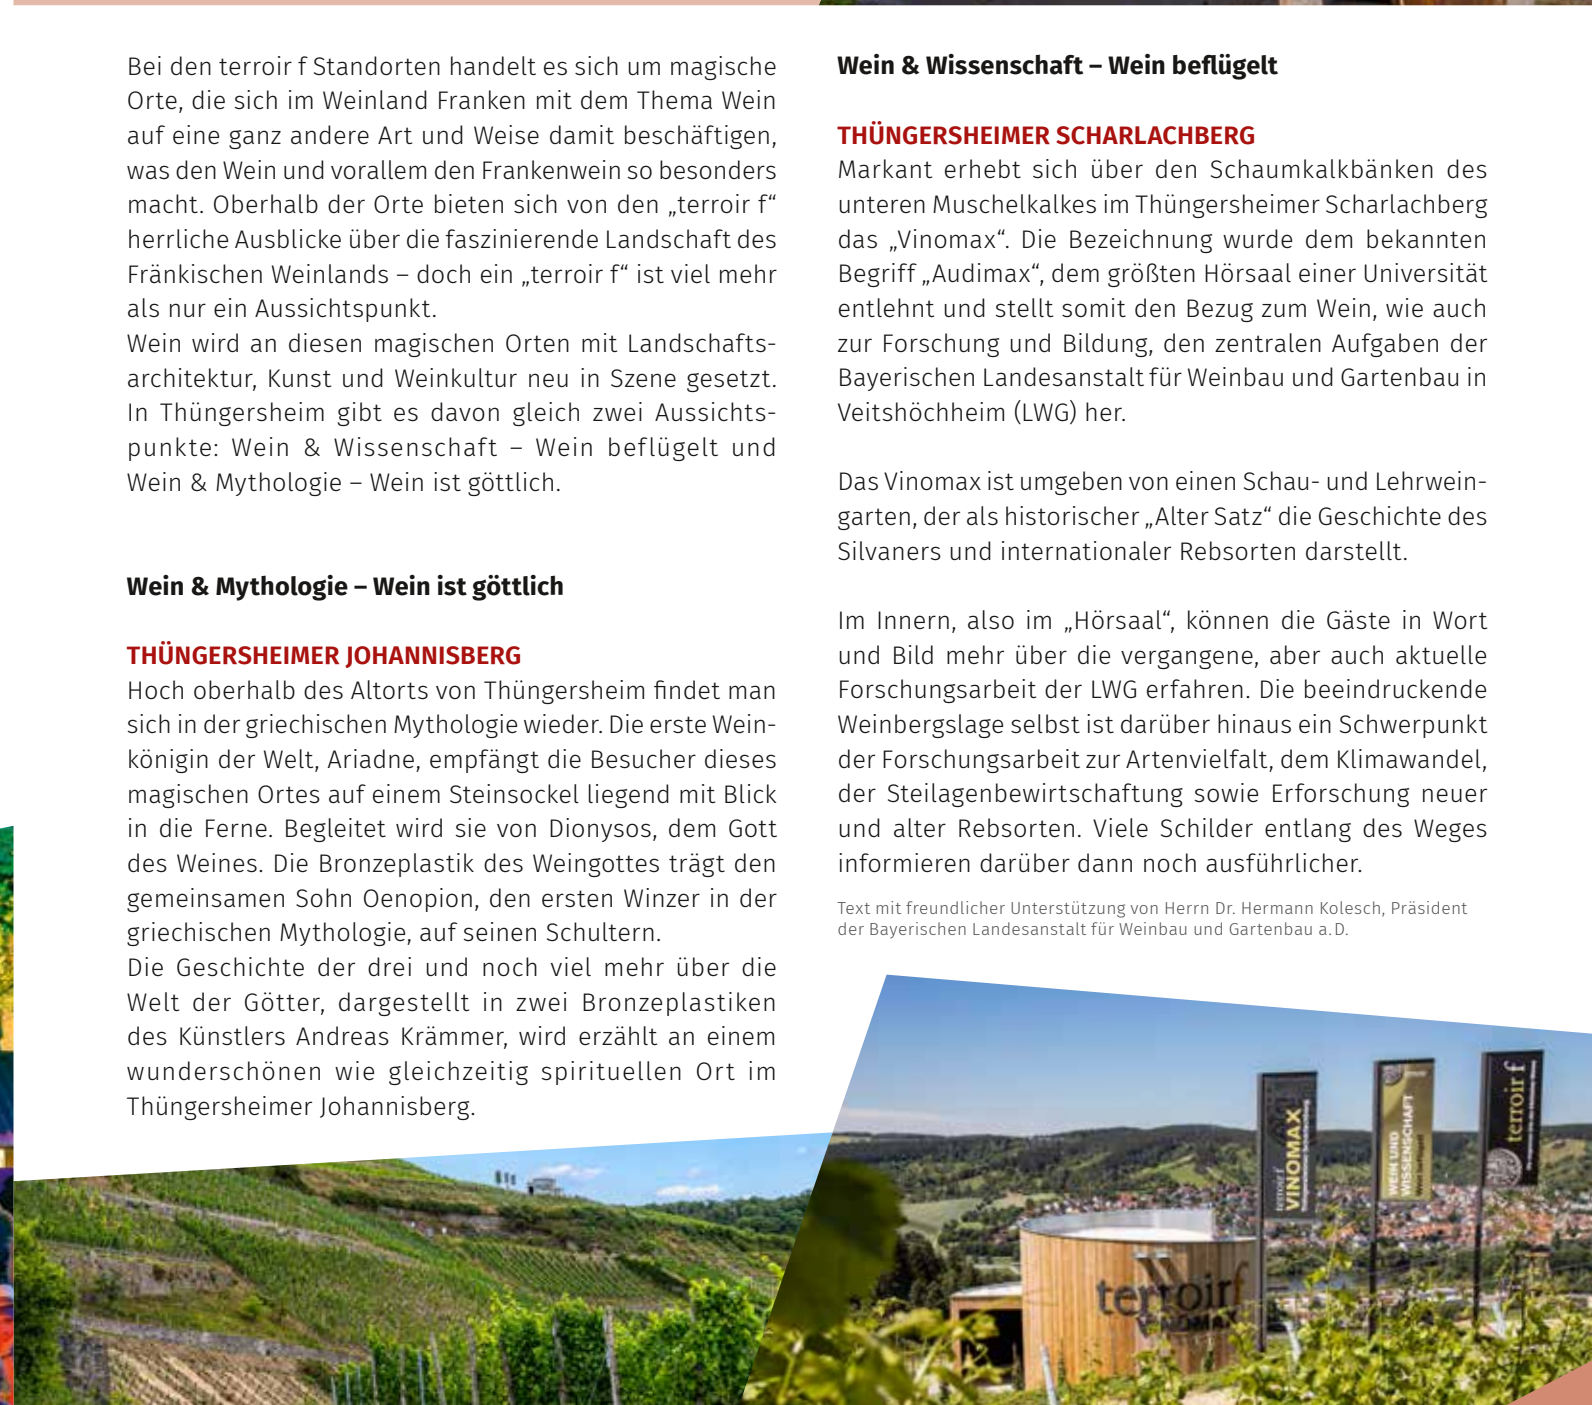 Bei den terroir f Standorten handelt es sich um magische
Orte, die sich im Weinland Franken mit dem Thema Wein
auf eine ganz andere Art und Weise damit beschäftigen,
was den Wein und vorallem den Frankenwein so besonders
macht. Oberhalb der Orte bieten sich von den „terroir f“
herrliche Ausblicke über die faszinierende Landschaft des
Fränkischen Weinlands – doch ein „terroir f“ ist viel mehr
als nur ein Aussichtspunkt.
Wein wird an diesen magischen Orten mit Landschafts-
architektur, Kunst und Weinkultur neu in Szene gesetzt.
In Thüngersheim gibt es davon gleich zwei Aussichts-
punkte: Wein & Wissenschaft – Wein beflügelt und
Wein & Mythologie – Wein ist göttlich.
Wein & Mythologie – Wein ist göttlich
THÜNGERSHEIMER JOHANNISBERG
Hoch oberhalb des Altorts von Thüngersheim findet man
sich in der griechischen Mythologie wieder. Die erste Wein-
königin der Welt, Ariadne, empfängt die Besucher dieses
magischen Ortes auf einem Steinsockel liegend mit Blick
in die Ferne. Begleitet wird sie von Dionysos, dem Gott
des Weines. Die Bronzeplastik des Weingottes trägt den
gemeinsamen Sohn Oenopion, den ersten Winzer in der
griechischen Mythologie, auf seinen Schultern.
Die Geschichte der drei und noch viel mehr über die
Welt der Götter, dargestellt in zwei Bronzeplastiken
des Künstlers Andreas Krämmer, wird erzählt an einem
wunderschönen wie gleichzeitig spirituellen Ort im
Thüngersheimer Johannisberg.
Wein & Wissenschaft – Wein beflügelt
THÜNGERSHEIMER SCHARLACHBERG
Markant erhebt sich über den Schaumkalkbänken des
unteren Muschelkalkes im Thüngersheimer Scharlachberg
das „Vinomax“. Die Bezeichnung wurde dem bekannten
Begriff „Audimax“, dem größten Hörsaal einer Universität
entlehnt und stellt somit den Bezug zum Wein, wie auch
zur Forschung und Bildung, den zentralen Aufgaben der
Bayerischen Landesanstalt für Weinbau und Gartenbau in
Veitshöchheim (LWG) her.
Das Vinomax ist umgeben von einen Schau- und Lehrwein-
garten, der als historischer „Alter Satz“ die Geschichte des
Silvaners und internationaler Rebsorten darstellt.
Im Innern, also im „Hörsaal“, können die Gäste in Wort
und Bild mehr über die vergangene, aber auch aktuelle
Forschungsarbeit der LWG erfahren. Die beeindruckende
Weinbergslage selbst ist darüber hinaus ein Schwerpunkt
der Forschungsarbeit zur Artenvielfalt, dem Klimawandel,
der Steilagenbewirtschaftung sowie Erforschung neuer
und alter Rebsorten. Viele Schilder entlang des Weges
informieren darüber dann noch ausführlicher.
Text mit freundlicher Unterstützung von Herrn Dr. Hermann Kolesch, Präsident
der Bayerischen Landesanstalt für Weinbau und Gartenbau a.D.
terroir f
VINOMAX
WEIN UND
WISSENSCHAFT
Wein beflügelt
terroir f
terroir f
VINOMAX